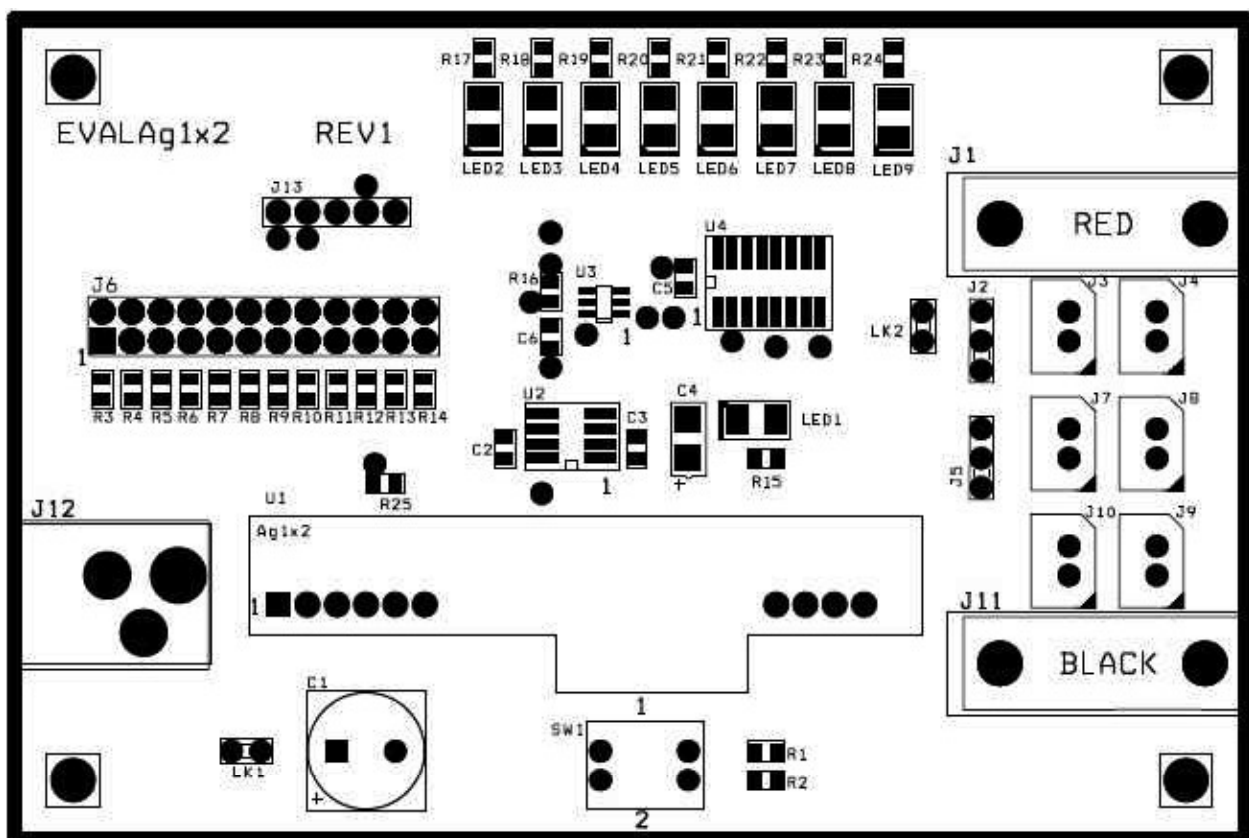 R17 R18 R19 R20 R21 R22 R23 R24
EVALAg1x2 REV1
LED2 LED3 LED4 LED5 LED6 LED7 LED8 LED9
J1
J13
RED
U4
R16 U3 C5
J6 J2 J3 J4
1 1 LK2
C6
1
R3 R4 R5 R6 R7 R8 R9 R10 R11 R12 R13 R14
U2 C4 J7 J8
C3 LED1
C2
J5
R15
1 +
U1 R25
J12 J10 J9
Ag1x2
1 J11
BLACK
C1
1
SW1
R1
LK1
R2
+
2